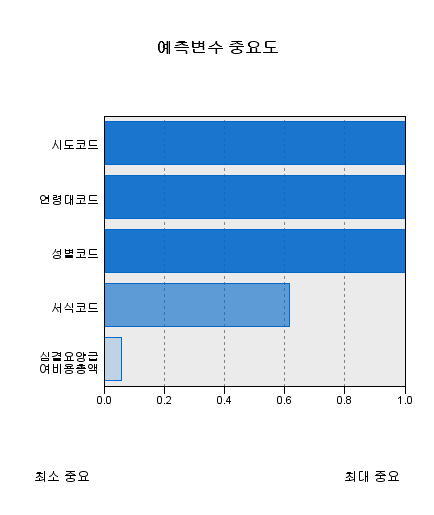 예측변수 중요도
시도코드
연령대코드
성별코드
서식코드
심결요양급
여비용총액
0.0 0.2 0.4 0.6 0.8 1.0
최소 중요 최대 중요